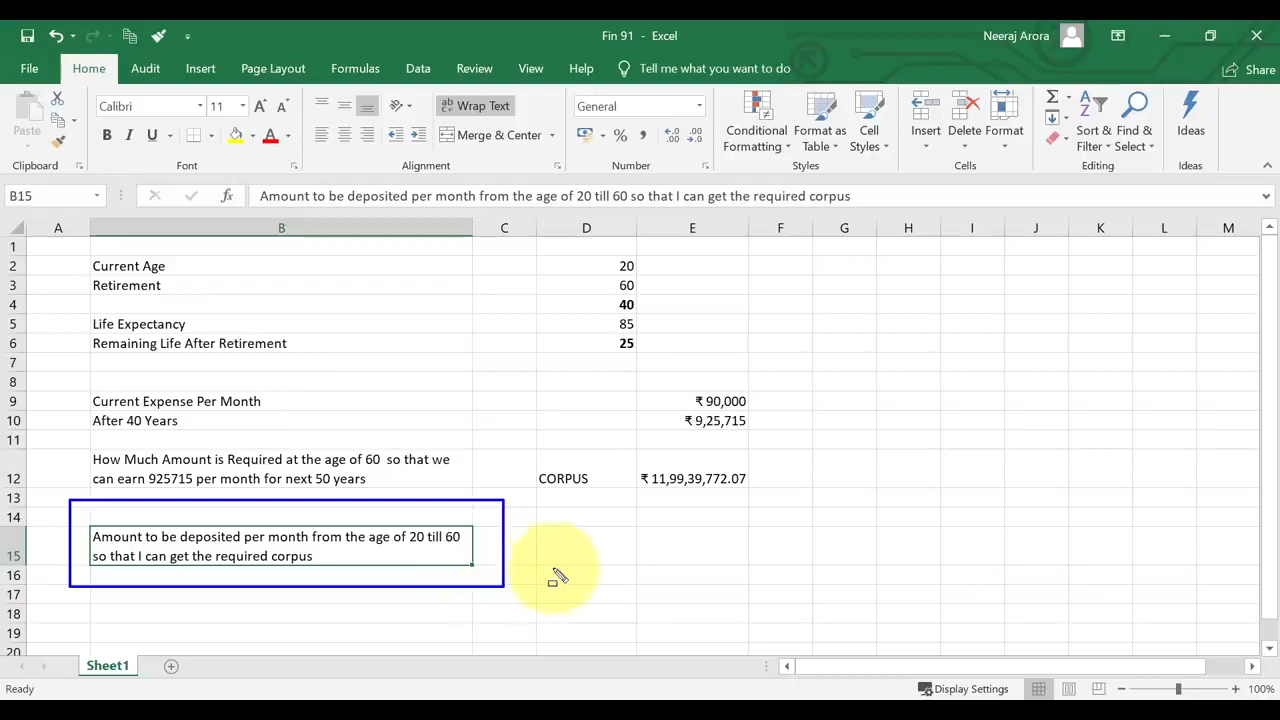 Fin 91 - Excel
Neeraj Arora
File Home Audit Insert Page Layout Formulas Data Review View Help Tell me what you want to do Share
Paste
Calibri 11
Wrap Text
General
Merge & Center
Conditional Formatting
Format as Table
Cell Styles
Insert
Delete
Format
Sort & Filter
Find & Select
Ideas
Clipboard Font Alignment Number Styles Cells Editing Ideas
B15 fx Amount to be deposited per month from the age of 20 till 60 so that I can get the required corpus
A B C D E F G H I J K L M
1
2 Current Age 20
3 Retirement 60
4 40
5 Life Expectancy 85
6 Remaining Life After Retirement 25
7
8
9 Current Expense Per Month ₹ 90,000
10 After 40 Years ₹ 9,25,715
11
How Much Amount is Required at the age of 60 so that we
12 can earn 925715 per month for next 50 years CORPUS ₹ 11,99,39,772.07
13
14
Amount to be deposited per month from the age of 20 till 60
15 so that I can get the required corpus
16
17
18
19
20
Sheet1
Ready Display Settings 100%